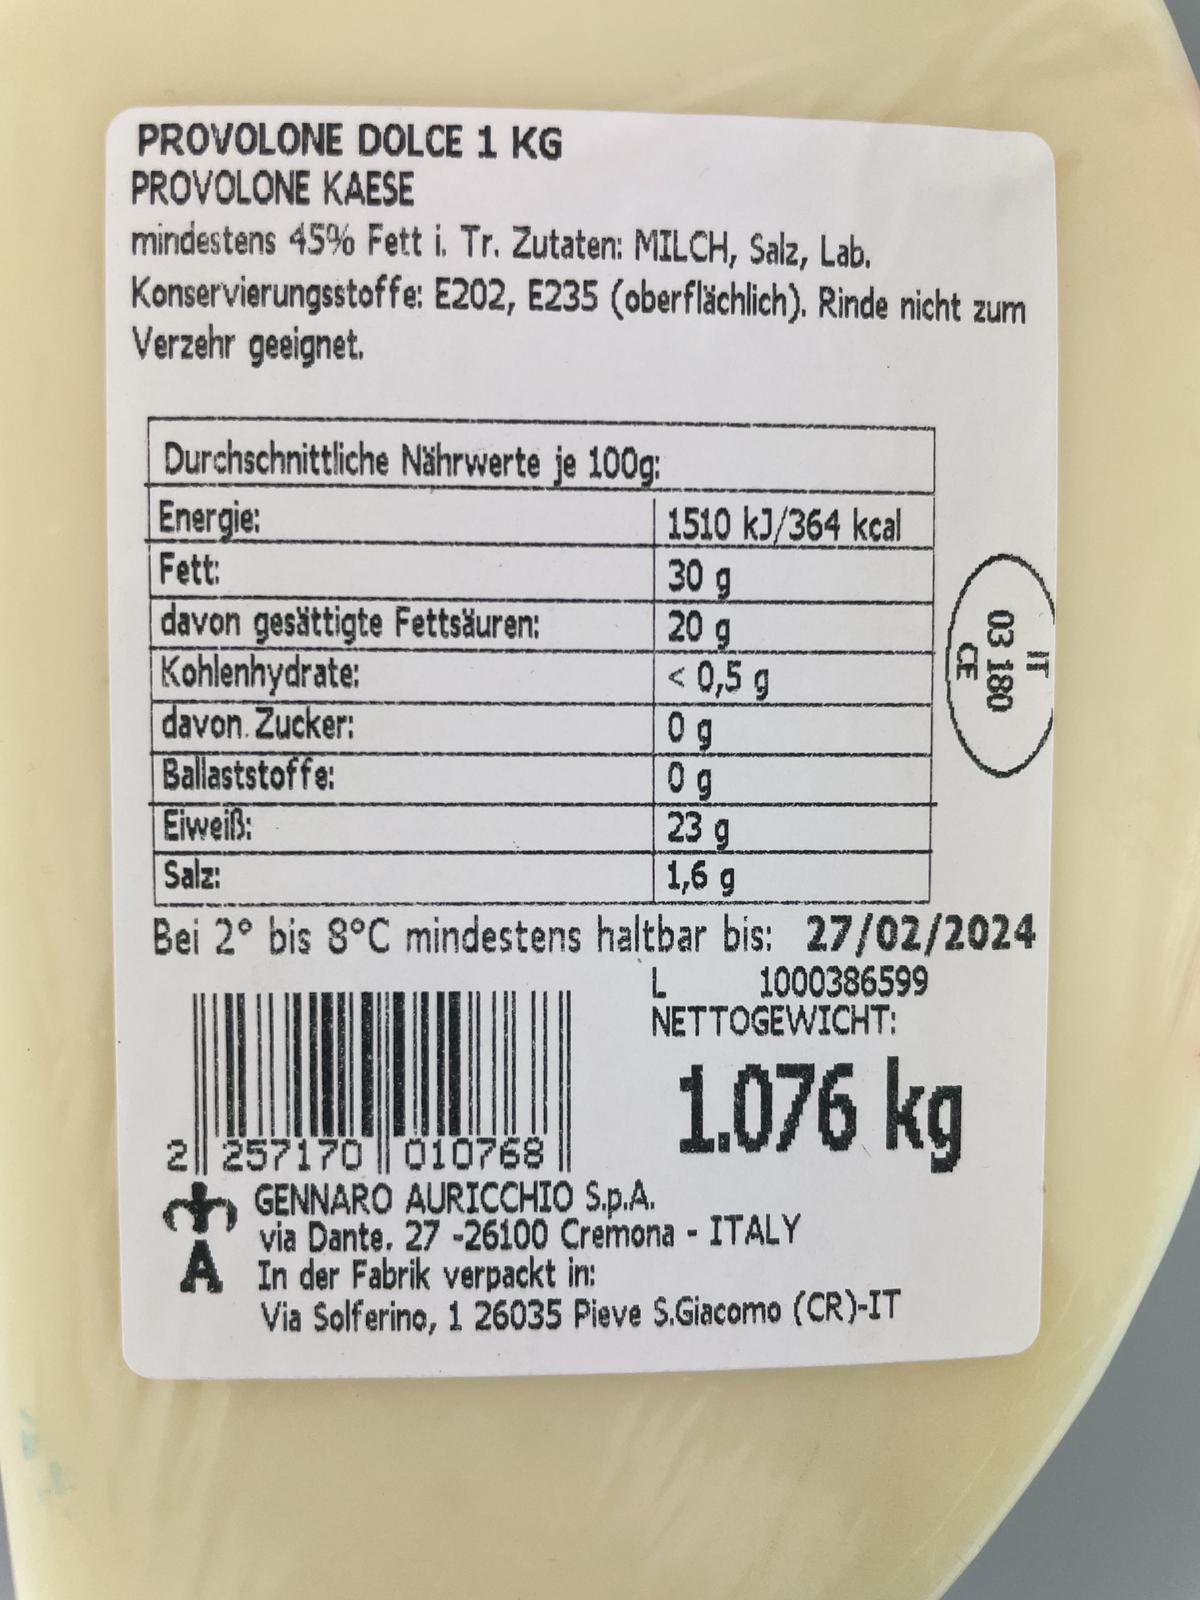 PROVOLONE DOLCE 1 KG
PROVOLONE KAESE
mindestens 45% Fett i. Tr. Zutaten: MILCH, Salz, Lab.
Konservierungsstoffe: E202, E235 (oberflächlich). Rinde nicht zum
Verzehr geeignet.
Durchschnittliche Nährwerte je 100g:
Energie: 1510 kJ/364 kcal
Fett: 30 g
davon gesättigte Fettsäuren: 20 g
Kohlenhydrate: < 0,5 g
davon Zucker: 0 g
Ballaststoffe: 0 g
Eiweiß: 23 g
Salz: 1,6 g
IT
03 180
CE
Bei 2° bis 8°C mindestens haltbar bis: 27/02/2024
L 1000386599
NETTOGEWICHT:
1.076 kg
2 257170 010768
GENNARO AURICCHIO S.p.A.
via Dante, 27 -26100 Cremona - ITALY
A
In der Fabrik verpackt in:
Via Solferino, 1 26035 Pieve S.Giacomo (CR)-IT